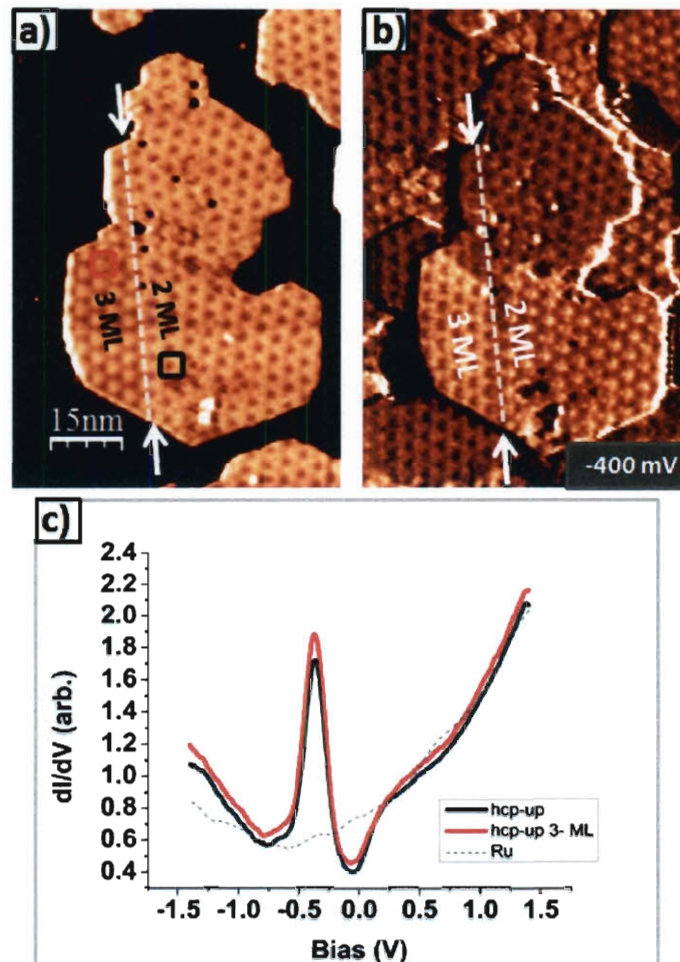 a)
3 ML
2 ML
15nm
b)
3 ML
2 ML
-400 mV
c)
dI/dV (arb.)
2.4
2.2
2.0
1.8
1.6
1.4
1.2
1.0
0.8
0.6
0.4
hcp-up
hcp-up 3- ML
Ru
-1.5 -1.0 -0.5 0.0 0.5 1.0 1.5
Bias (V)